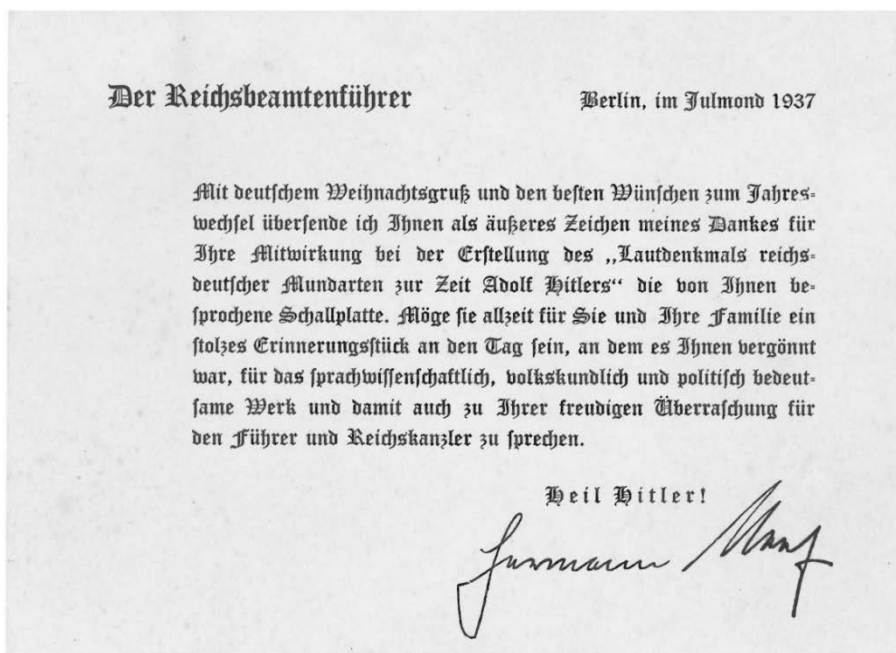 Der Reichsbeamtenführer
Berlin, im Julmond 1937
Mit deutschem Weihnachtsgruß und den besten Wünschen zum Jahres-
wechsel übersende ich Ihnen als äußeres Zeichen meines Dankes für
Ihre Mitwirkung bei der Erstellung des „Lautdenkmals reichs-
deutscher Mundarten zur Zeit Adolf Hitlers“ die von Ihnen be-
sprochene Schallplatte. Möge sie allzeit für Sie und Ihre Familie ein
stolzes Erinnerungsstück an den Tag sein, an dem es Ihnen vergönnt
war, für das sprachwissenschaftlich, volkskundlich und politisch bedeut-
same Werk und damit auch zu Ihrer freudigen Überraschung für
den Führer und Reichskanzler zu sprechen.
Heil Hitler!
Hermann Neef